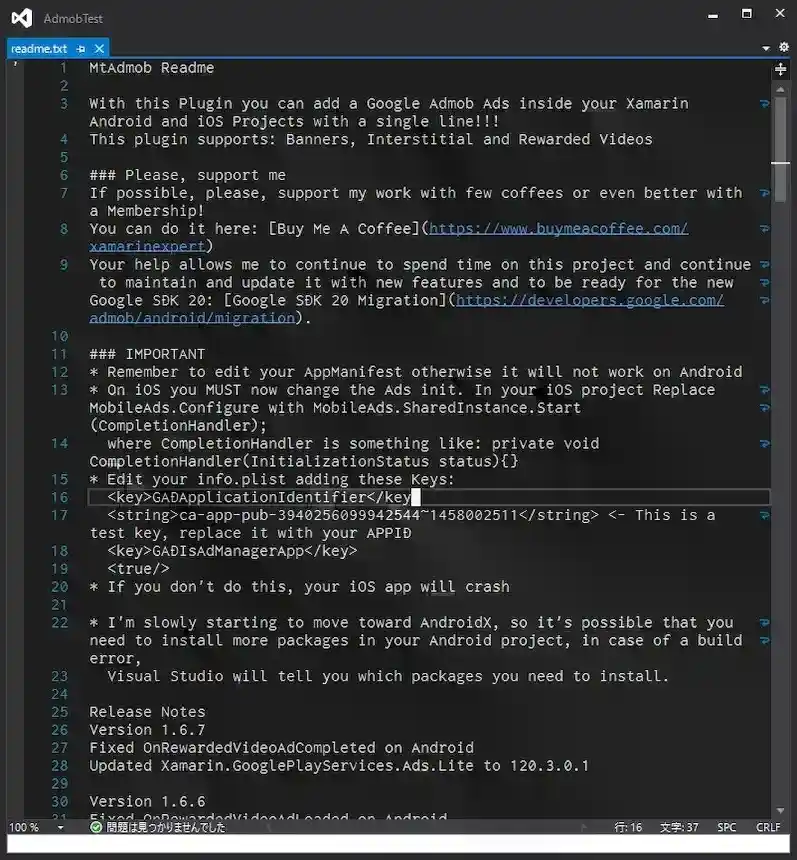 AdmobTest
readme.txt
1 MtAdmob Readme
2
3 With this Plugin you can add a Google Admob Ads inside your Xamarin
Android and iOS Projects with a single line!!!
4 This plugin supports: Banners, Interstitial and Rewarded Videos
5
6 ### Please, support me
7 If possible, please, support my work with few coffees or even better with
a Membership!
8 You can do it here: [Buy Me A Coffee](https://www.buymeacoffee.com/
xamarinexpert)
9 Your help allows me to continue to spend time on this project and continue
to maintain and update it with new features and to be ready for the new
Google SĐK 20: [Google SĐK 20 Migration](https://developers.google.com/
admob/android/migration).
10
11 ### IMPORTANT
12 * Remember to edit your AppManifest otherwise it will not work on Android
13 * On iOS you MUST now change the Ads init. In your iOS project Replace
MobileAds.Configure with MobileAds.SharedInstance.Start
(CompletionHandler);
14 where CompletionHandler is something like: private void
CompletionHandler(InitializationStatus status){}
15 * Edit your info.plist adding these Keys:
16 <key>GAĐApplicationIdentifier</key
17 <string>ca-app-pub-3940256099942544~1458002511</string> <- This is a
test key, replace it with your APPIĐ
18 <key>GAĐIsAdManagerApp</key>
19 <true/>
20 * If you don't do this, your iOS app will crash
21
22 * I'm slowly starting to move toward AndroidX, so it's possible that you
need to install more packages in your Android project, in case of a build
error,
23 Visual Studio will tell you which packages you need to install.
24
25 Release Notes
26 Version 1.6.7
27 Fixed OnRewardedVideoAdCompleted on Android
28 Updated Xamarin.GooglePlayServices.Ads.Lite to 120.3.0.1
29
30 Version 1.6.6
31 Fixed OnRewardedVideoAdLoaded on Android
100 % 問題は見つかりませんでした 行: 16 文字: 37 SPC CRLF